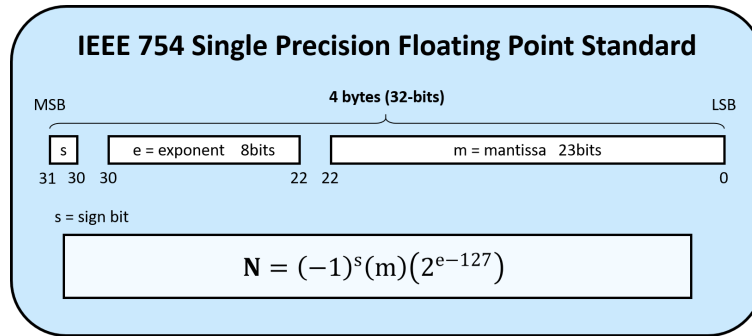 IEEE 754 Single Precision Floating Point Standard
4 bytes (32-bits)
MSB LSB
s e = exponent 8bits m = mantissa 23bits
31 30 30 22 22 0
s = sign bit
N = (−1)ˢ(m)(2ᵉ⁻¹²⁷)